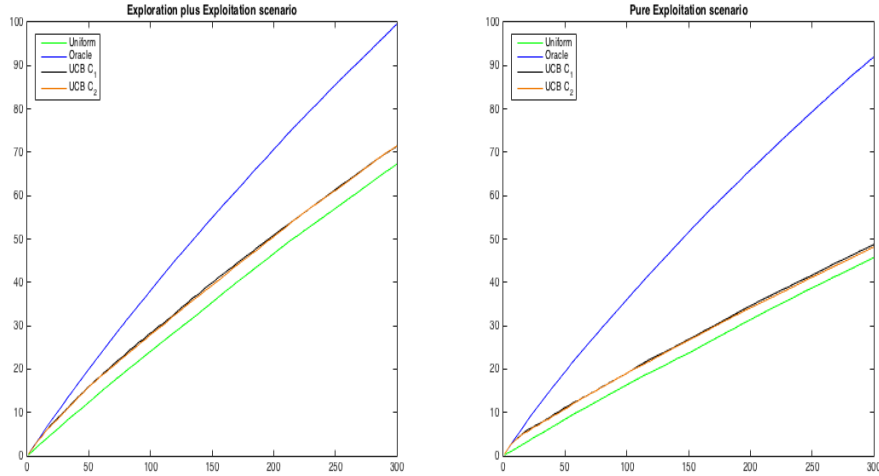 Exploration plus Exploitation scenario
100
90
80
70
60
50
40
30
20
10
0
0 50 100 150 200 250 300
Uniform
Oracle
UCB C1
UCB C2
Pure Exploitation scenario
100
90
80
70
60
50
40
30
20
10
0
0 50 100 150 200 250 300
Uniform
Oracle
UCB C1
UCB C2